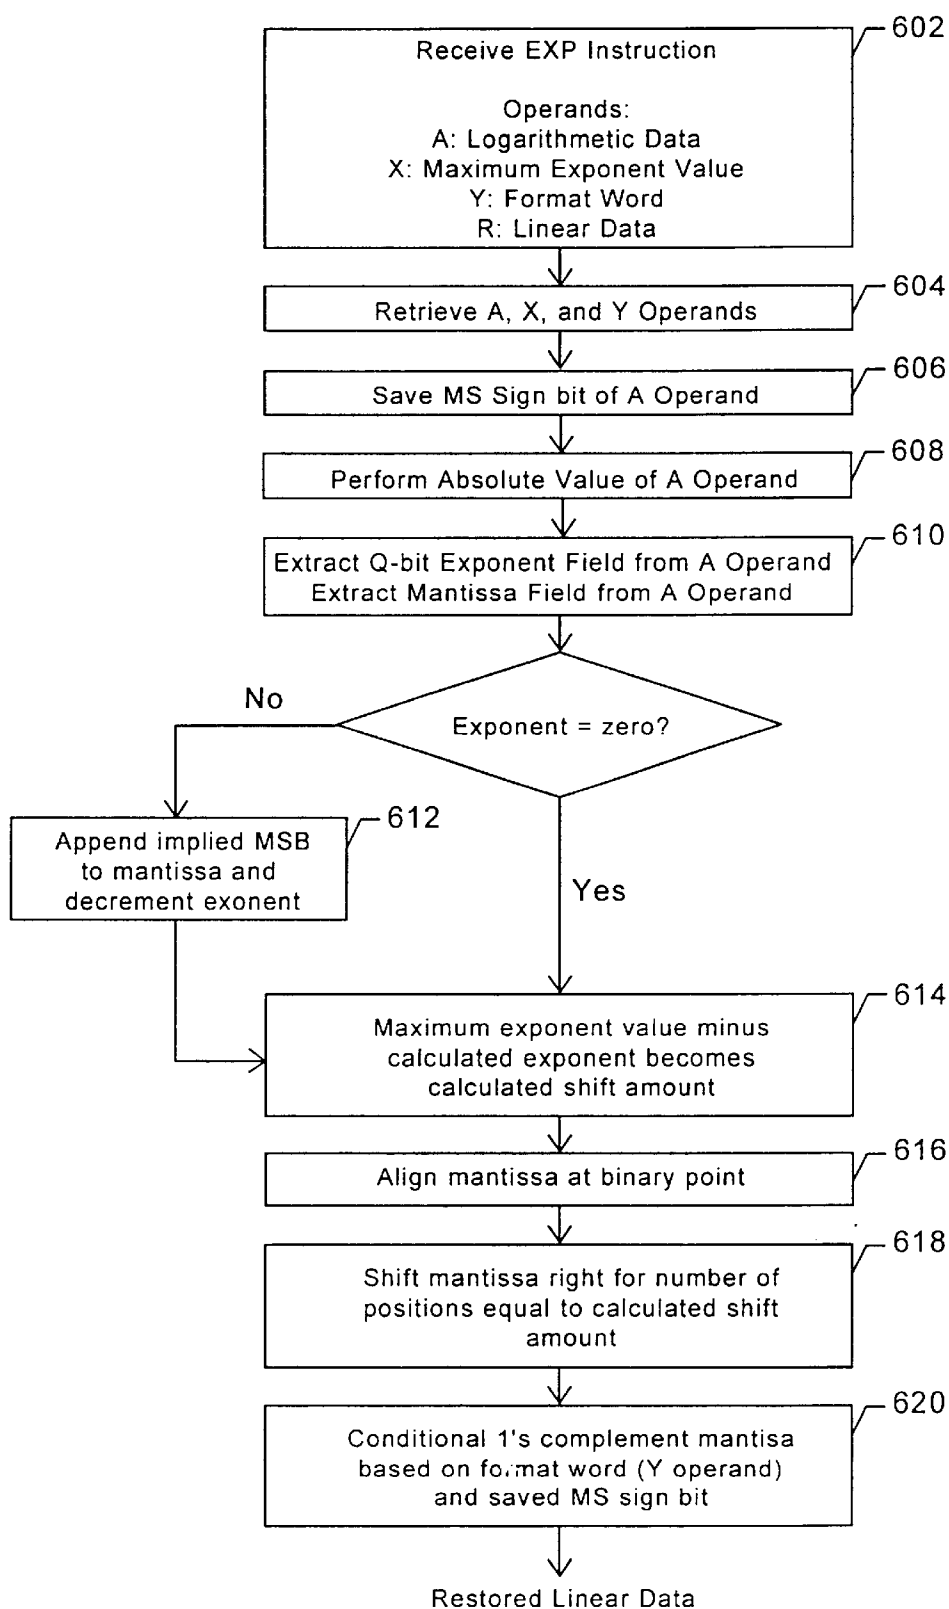 602
Receive EXP Instruction
Operands:
A: Logarithmetic Data
X: Maximum Exponent Value
Y: Format Word
R: Linear Data
604
Retrieve A, X, and Y Operands
606
Save MS Sign bit of A Operand
608
Perform Absolute Value of A Operand
610
Extract Q-bit Exponent Field from A Operand
Extract Mantissa Field from A Operand
No
Exponent = zero?
612
Append implied MSB
to mantissa and
decrement exonent
Yes
614
Maximum exponent value minus
calculated exponent becomes
calculated shift amount
616
Align mantissa at binary point
618
Shift mantissa right for number of
positions equal to calculated shift
amount
620
Conditional 1's complement mantisa
based on format word (Y operand)
and saved MS sign bit
Restored Linear Data